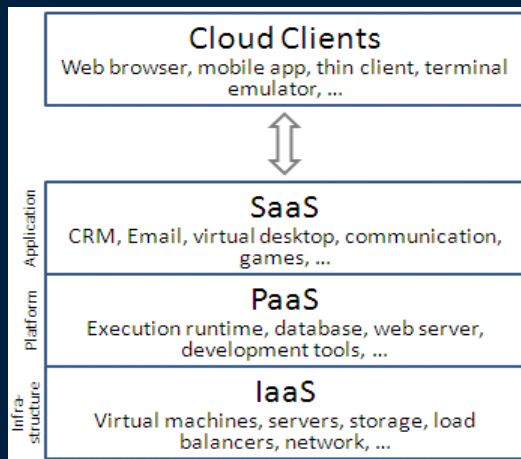 Cloud Clients
Web browser, mobile app, thin client, terminal
emulator, ...
Application
SaaS
CRM, Email, virtual desktop, communication,
games, ...
Platform
PaaS
Execution runtime, database, web server,
development tools, ...
Infra-
structure
IaaS
Virtual machines, servers, storage, load
balancers, network, ...